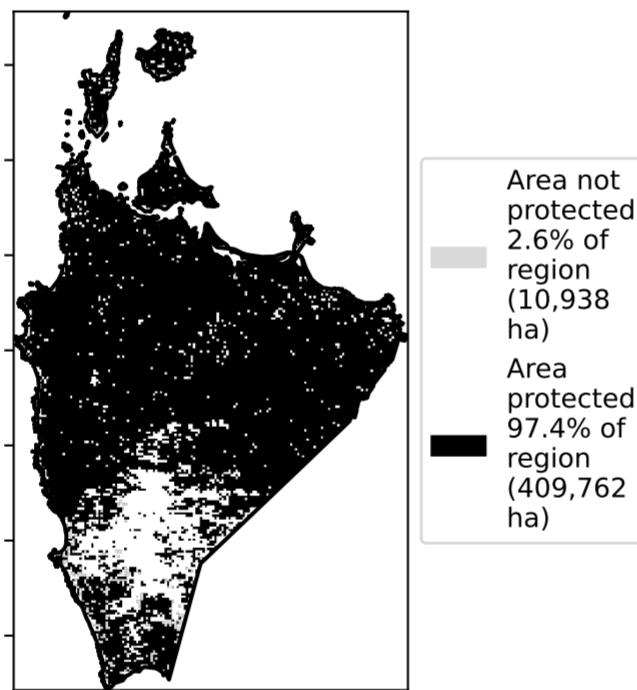 Area not
protected
2.6% of
region
(10,938
ha)
Area
protected
97.4% of
region
(409,762
ha)